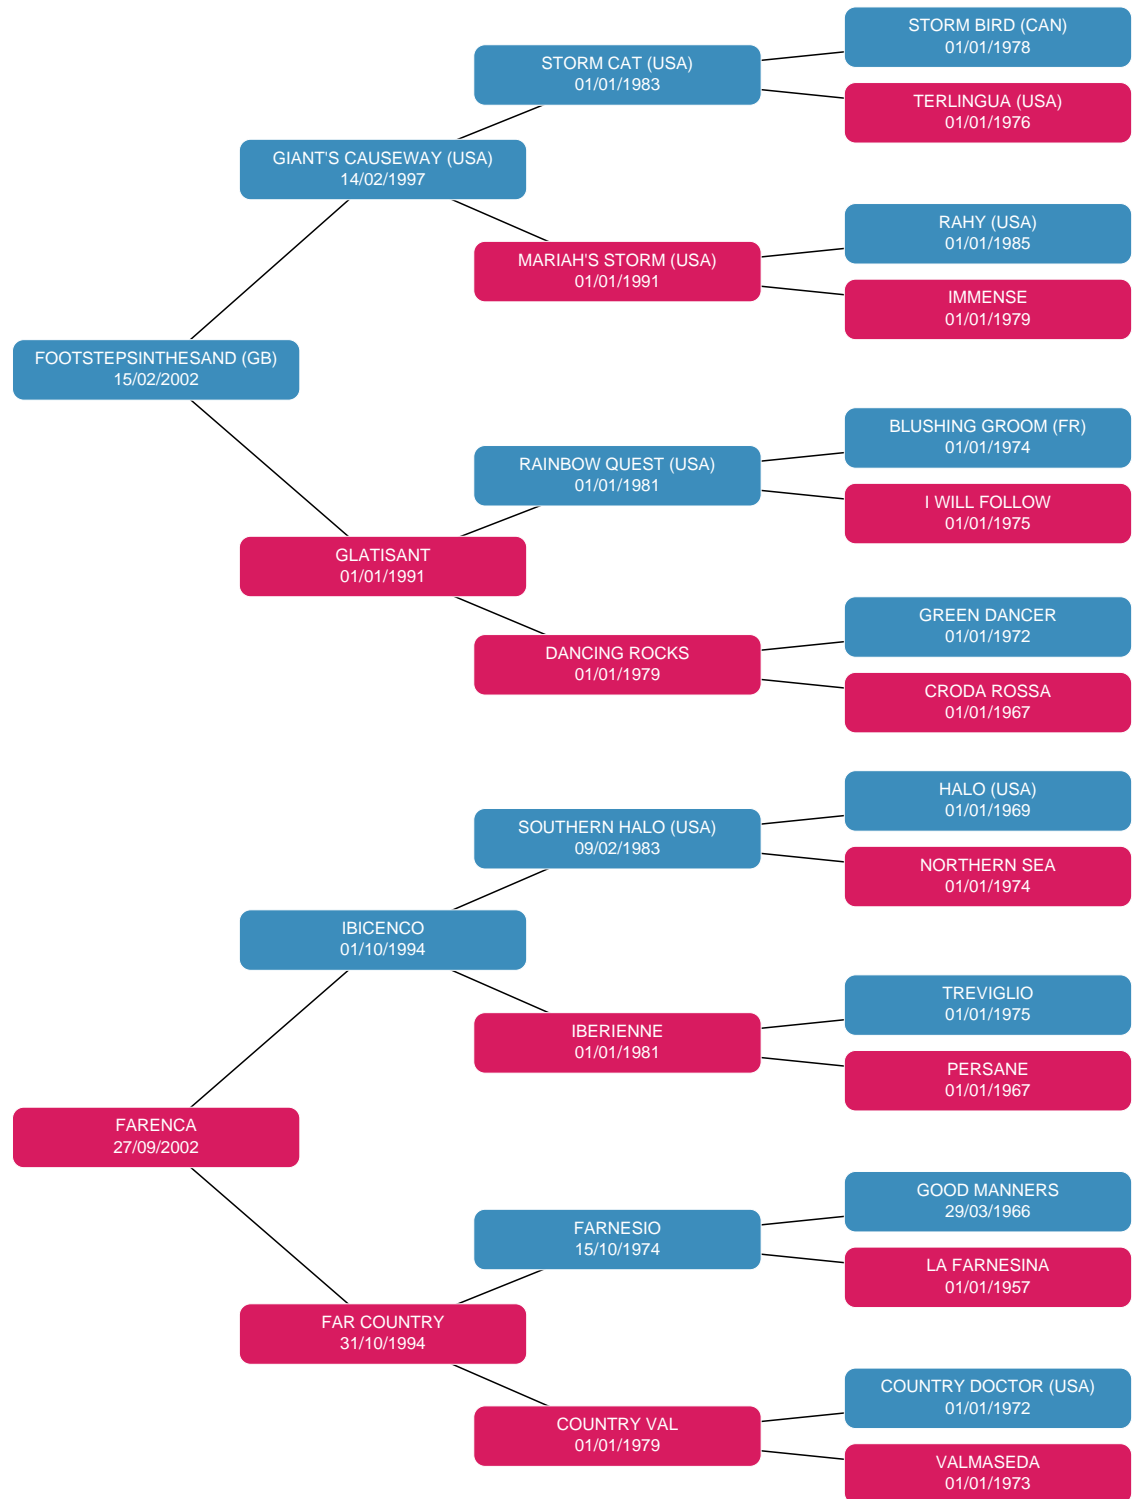 STORM BIRD (CAN)
01/01/1978
STORM CAT (USA)
01/01/1983
TERLINGUA (USA)
01/01/1976
GIANT'S CAUSEWAY (USA)
14/02/1997
RAHY (USA)
01/01/1985
MARIAH'S STORM (USA)
01/01/1991
IMMENSE
01/01/1979
FOOTSTEPSINTHESAND (GB)
15/02/2002
BLUSHING GROOM (FR)
01/01/1974
RAINBOW QUEST (USA)
01/01/1981
I WILL FOLLOW
01/01/1975
GLATISANT
01/01/1991
GREEN DANCER
01/01/1972
DANCING ROCKS
01/01/1979
CRODA ROSSA
01/01/1967
HALO (USA)
01/01/1969
SOUTHERN HALO (USA)
09/02/1983
NORTHERN SEA
01/01/1974
IBICENCO
01/10/1994
TREVIGLIO
01/01/1975
IBERIENNE
01/01/1981
PERSANE
01/01/1967
FARENCA
27/09/2002
GOOD MANNERS
29/03/1966
FARNESIO
15/10/1974
LA FARNESINA
01/01/1957
FAR COUNTRY
31/10/1994
COUNTRY DOCTOR (USA)
01/01/1972
COUNTRY VAL
01/01/1979
VALMASEDA
01/01/1973